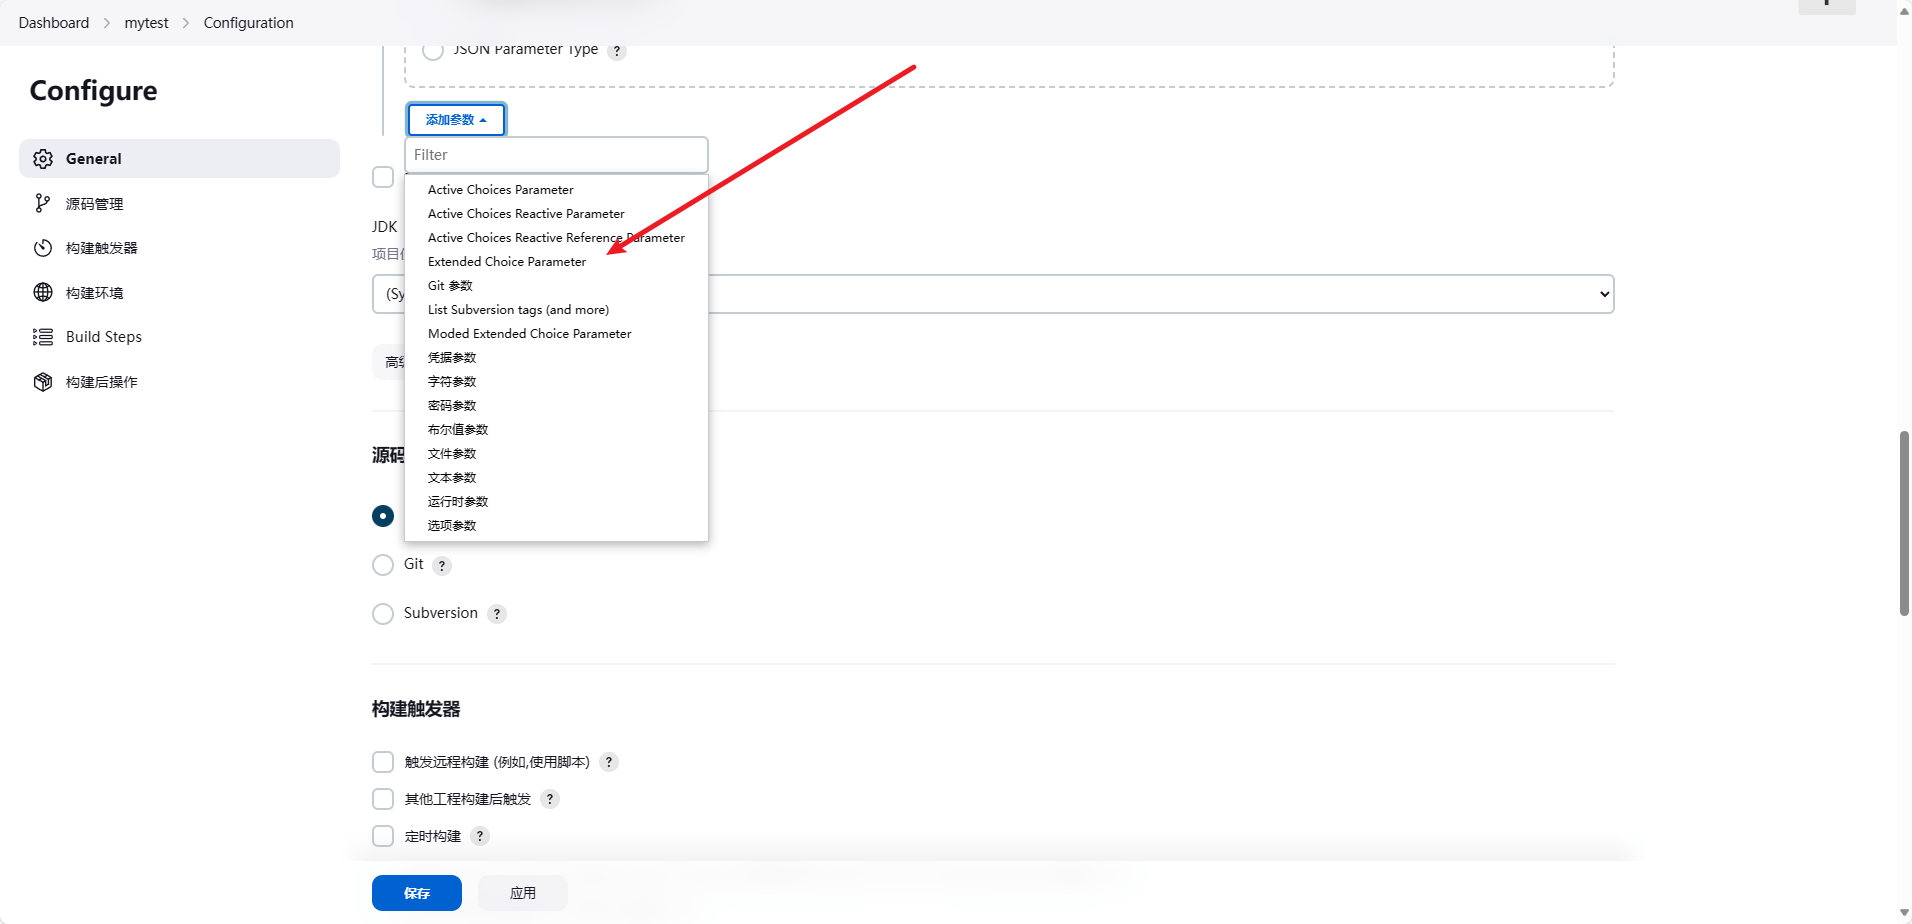 Dashboard
mytest
Configuration
Configure
General
源码管理
构建触发器
构建环境
Build Steps
构建后操作
JSON Parameter Type ?
添加参数
Filter
Active Choices Parameter
Active Choices Reactive Parameter
Active Choices Reactive Reference Parameter
Extended Choice Parameter
Git 参数
List Subversion tags (and more)
Moded Extended Choice Parameter
凭据参数
字符参数
密码参数
布尔值参数
文件参数
文本参数
运行时参数
选项参数
JDK
项目
(Sy
高级
源码
Git ?
Subversion ?
构建触发器
触发远程构建 (例如,使用脚本) ?
其他工程构建后触发 ?
定时构建 ?
保存
应用